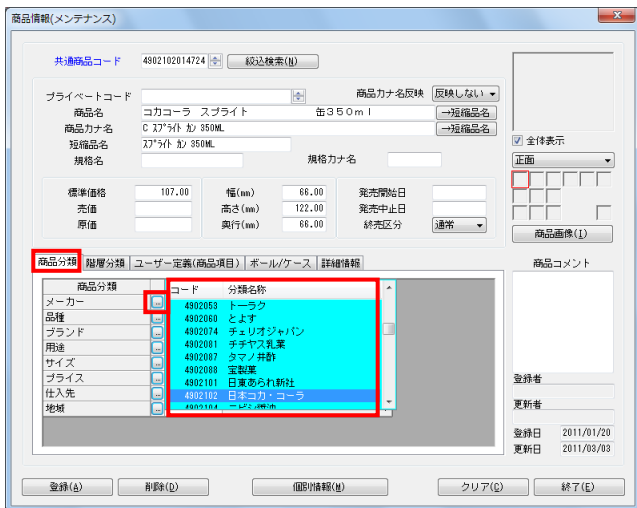 商品情報(メンテナンス)
共通商品コード 4902102014724 絞込検索(N)
プライベートコード 商品カナ名反映 反映しない
商品名 コカコーラ スプライト 缶350ml →短縮品名
商品カナ名 C スプライト カン 350ML →短縮品名
短縮品名 スプライト カン 350ML
規格名 規格カナ名
全体表示
正面
標準価格 107.00 幅(mm) 66.00 発売開始日
売価 高さ(mm) 122.00 発売中止日
原価 奥行(mm) 66.00 終売区分 通常
商品画像(I)
商品分類 階層分類 ユーザー定義(商品項目) ボール/ケース 詳細情報
商品コメント
商品分類 コード 分類名称
メーカー ... 4902053 トーラク
品種 ... 4902060 とよす
ブランド ... 4902074 チェリオジャパン
用途 ... 4902081 チチヤス乳業
サイズ ... 4902087 タマノ井酢
プライス ... 4902088 宝製菓
仕入先 ... 4902101 日東あられ新社
地域 ... 4902102 日本コカ・コーラ
4902104 ニビシ醤油
登録者
更新者
登録日 2011/01/20
更新日 2011/03/03
登録(A) 削除(D) 個別情報(M) クリア(C) 終了(E)